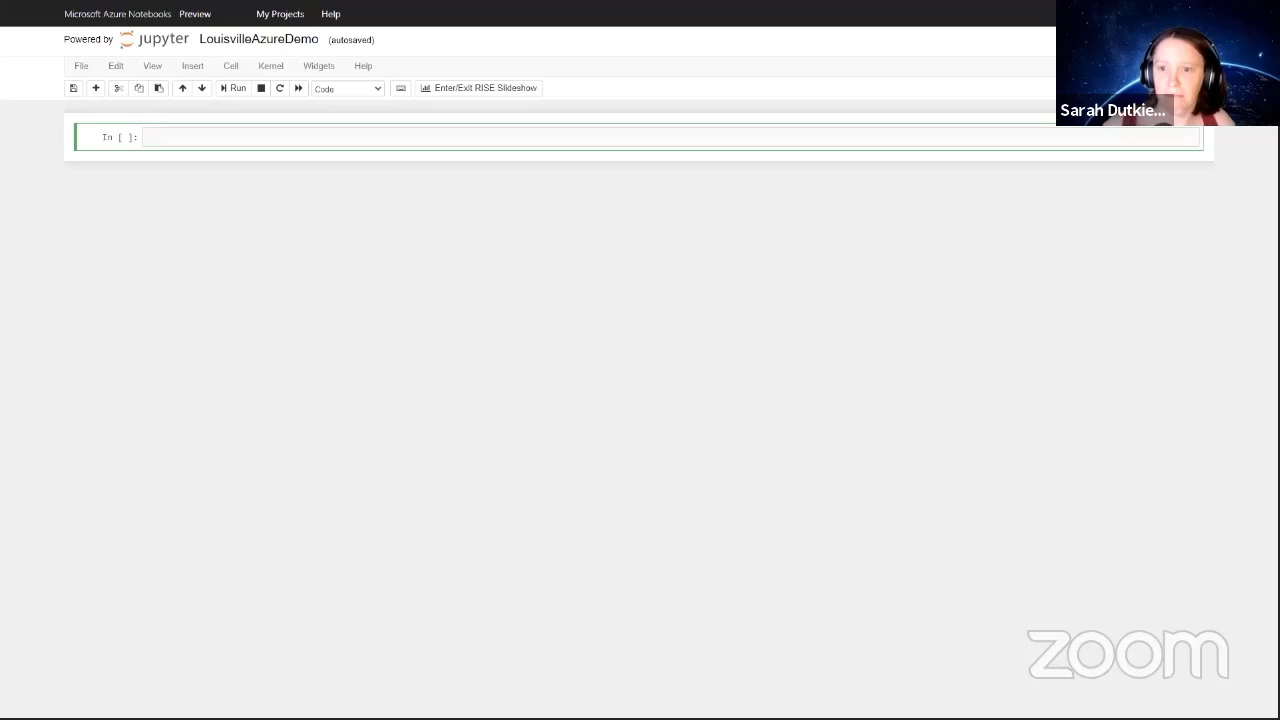 Microsoft Azure Notebooks Preview My Projects Help
Powered by jupyter LouisvilleAzureDemo (autosaved)
File Edit View Insert Cell Kernel Widgets Help
Run Code Enter/Exit RISE Slideshow
Sarah Dutkie...
In [ ]:
zoom